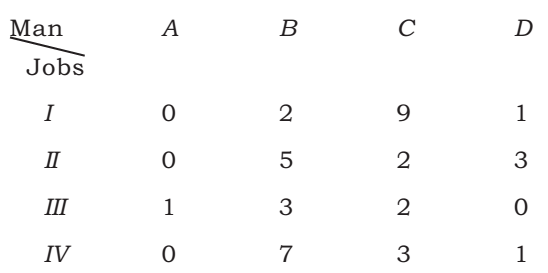 Man A B C D
Jobs
I 0 2 9 1
II 0 5 2 3
III 1 3 2 0
IV 0 7 3 1